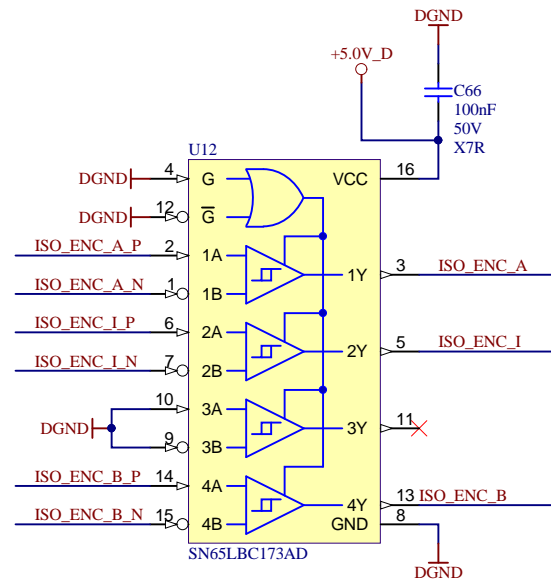 DGND
+5.0V_D
C66
100nF
50V
X7R
U12
DGND 4 G VCC 16
DGND 12 G
ISO_ENC_A_P 2 1A 1Y 3 ISO_ENC_A
ISO_ENC_A_N 1 1B
ISO_ENC_I_P 6 2A 2Y 5 ISO_ENC_I
ISO_ENC_I_N 7 2B
10 3A 3Y 11
DGND
9 3B
ISO_ENC_B_P 14 4A 4Y 13 ISO_ENC_B
ISO_ENC_B_N 15 4B GND 8
SN65LBC173AD
DGND